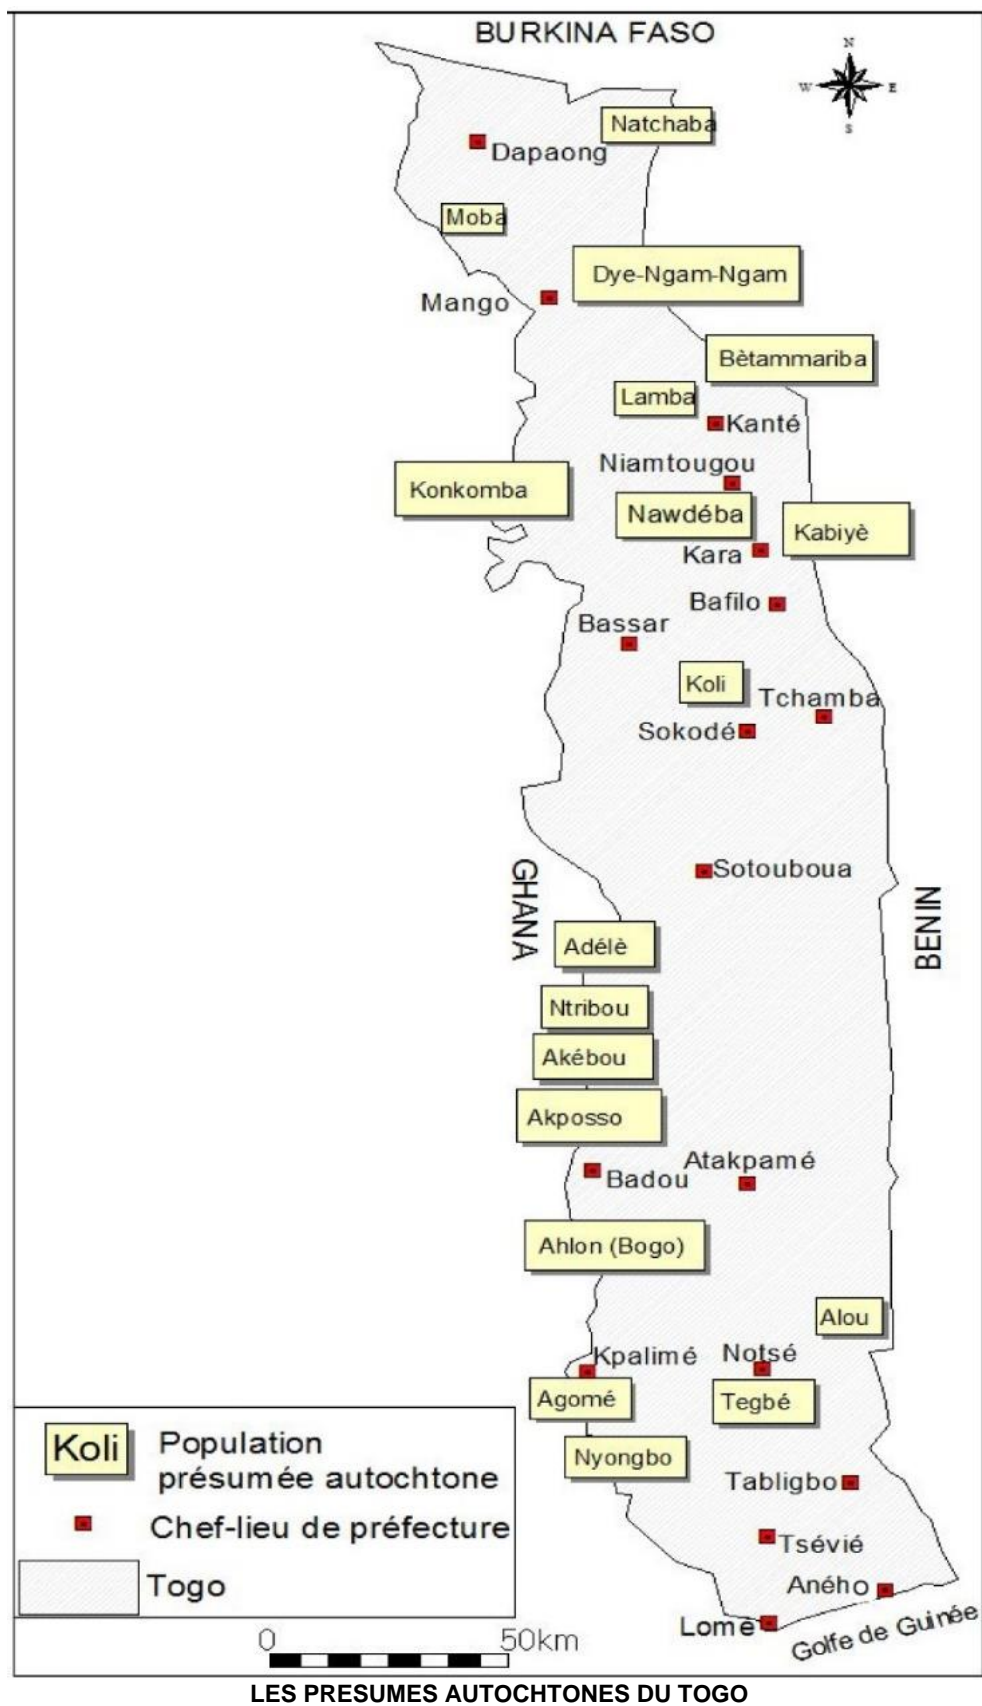 BURKINA FASO
N
W
E
S
Natchaba
Dapaong
Moba
Dye-Ngam-Ngam
Mango
Bètammariba
Lamba
Kanté
Niamtougou
Konkomba
Nawdéba
Kabiyè
Kara
Bafilo
Bassar
Koli
Tchamba
Sokodé
Sotouboua
GHANA
BENIN
Adélè
Ntribou
Akébou
Akposso
Atakpamé
Badou
Ahlon (Bogo)
Alou
Kpalimé
Notsé
Agomé
Tegbé
Nyongbo
Tabligbo
Tsévié
Aného
Lomé
Golfe de Guinée
Koli
Population
présumée autochtone
Chef-lieu de préfecture
Togo
0
50km
LES PRESUMES AUTOCHTONES DU TOGO